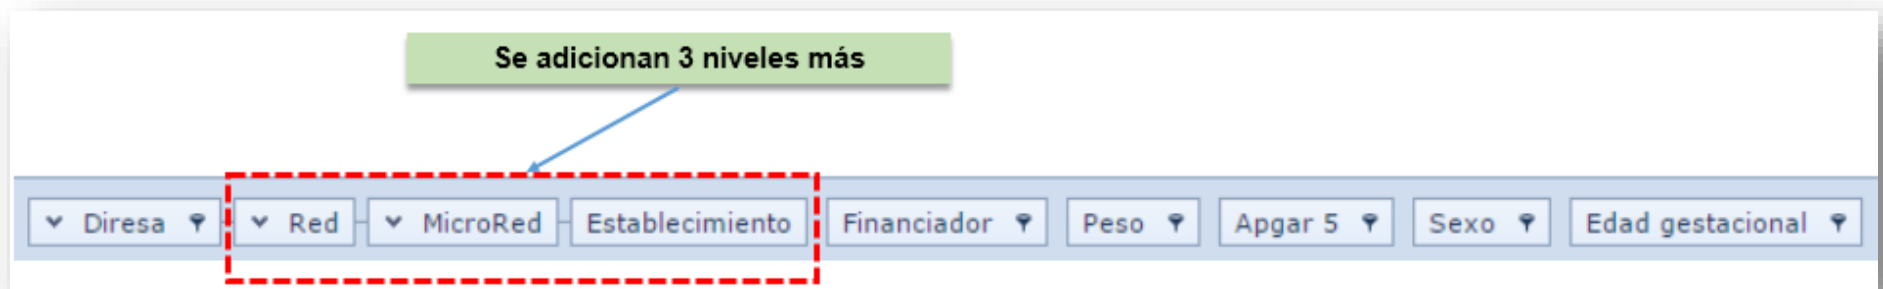 Se adicionan 3 niveles más
Diresa Red MicroRed Establecimiento Financiador Peso Apgar 5 Sexo Edad gestacional